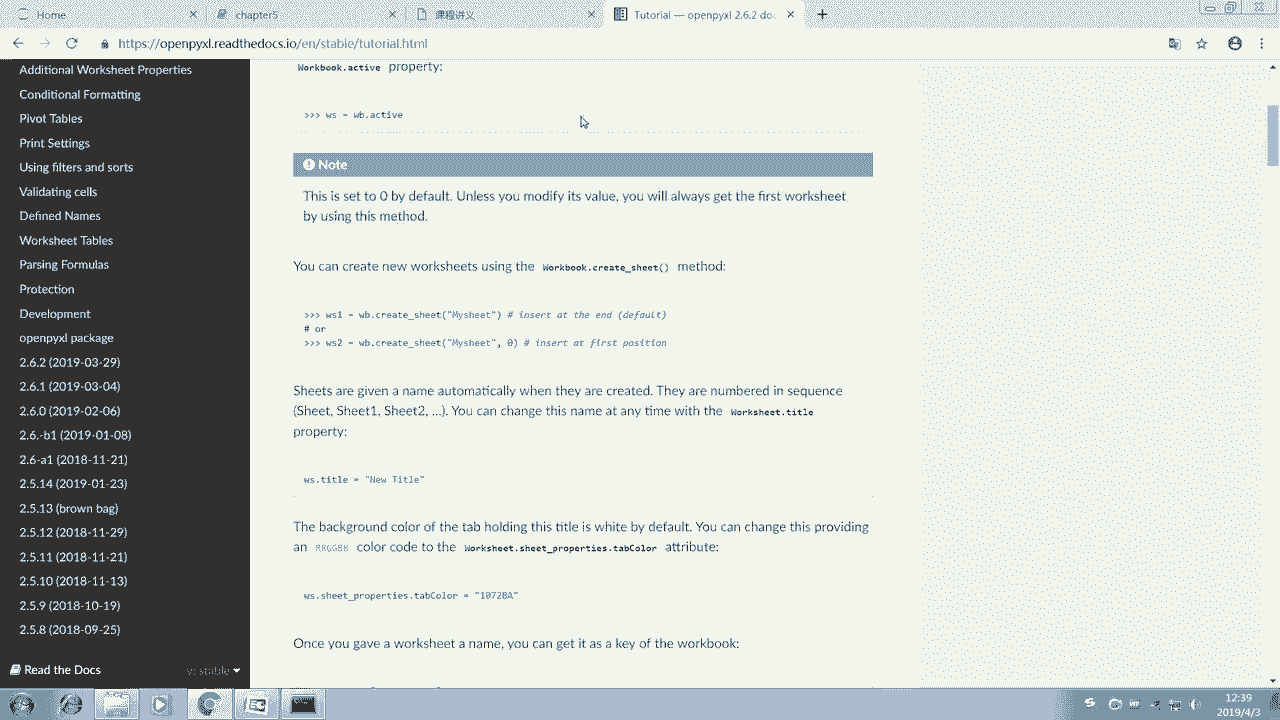 Home
chapter5
课程讲义
Tutorial — openpyxl 2.6.2 doc
https://openpyxl.readthedocs.io/en/stable/tutorial.html
Additional Worksheet Properties
Conditional Formatting
Pivot Tables
Print Settings
Using filters and sorts
Validating cells
Defined Names
Worksheet Tables
Parsing Formulas
Protection
Development
openpyxl package
2.6.2 (2019-03-29)
2.6.1 (2019-03-04)
2.6.0 (2019-02-06)
2.6.-b1 (2019-01-08)
2.6-a1 (2018-11-21)
2.5.14 (2019-01-23)
2.5.13 (brown bag)
2.5.12 (2018-11-29)
2.5.11 (2018-11-21)
2.5.10 (2018-11-13)
2.5.9 (2018-10-19)
2.5.8 (2018-09-25)
Read the Docs
v: stable
Workbook.active property:
>>> ws = wb.active
Note
This is set to 0 by default. Unless you modify its value, you will always get the first worksheet
by using this method.
You can create new worksheets using the Workbook.create_sheet() method:
>>> ws1 = wb.create_sheet("Mysheet") # insert at the end (default)
# or
>>> ws2 = wb.create_sheet("Mysheet", 0) # insert at first position
Sheets are given a name automatically when they are created. They are numbered in sequence
(Sheet, Sheet1, Sheet2, ...). You can change this name at any time with the Worksheet.title
property:
ws.title = "New Title"
The background color of the tab holding this title is white by default. You can change this providing
an RRGGBB color code to the Worksheet.sheet_properties.tabColor attribute:
ws.sheet_properties.tabColor = "1072BA"
Once you gave a worksheet a name, you can get it as a key of the workbook:
12:39
2019/4/3